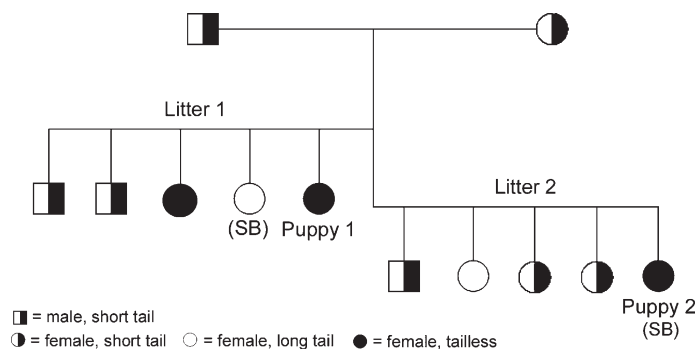 Litter 1
Litter 2
(SB) Puppy 1
Puppy 2
(SB)
= male, short tail
= female, short tail = female, long tail = female, tailless